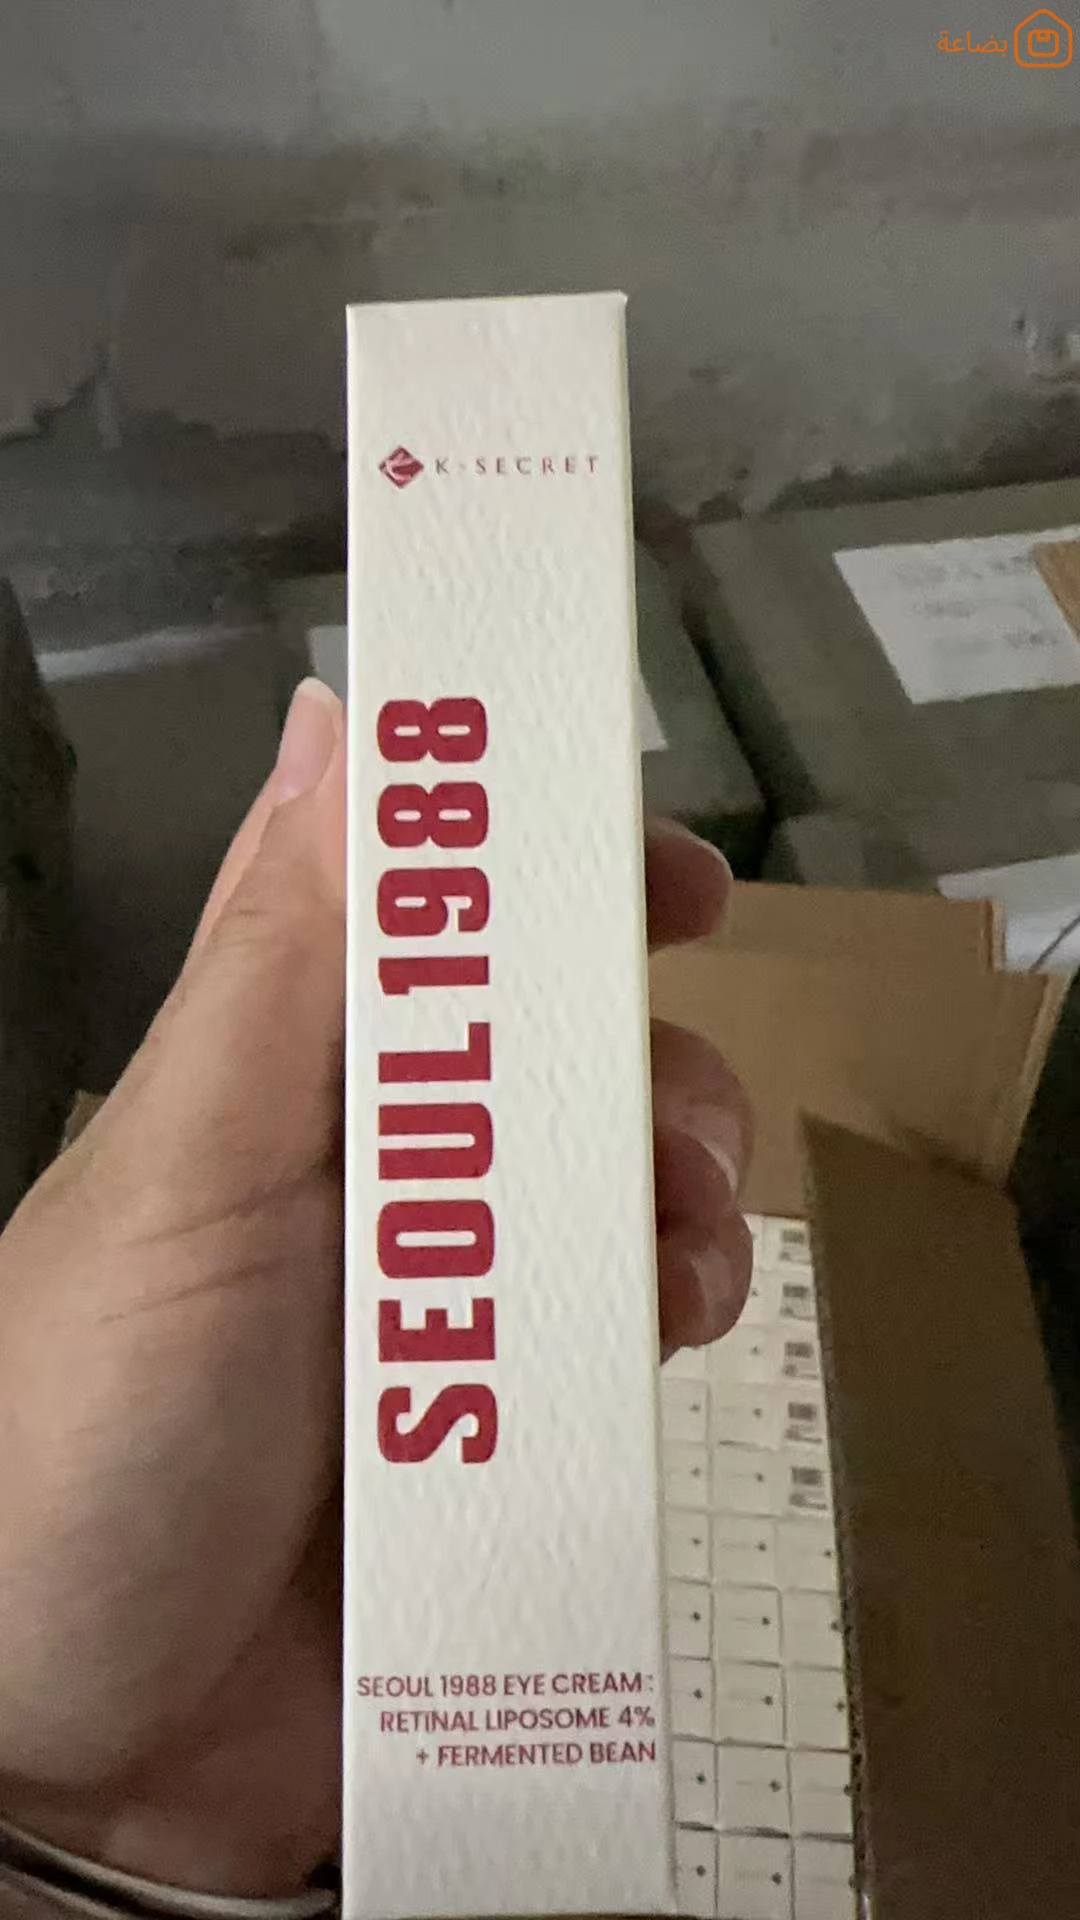 بضاعة
K-SECRET
SEOUL1988
SEOUL 1988 EYE CREAM:
RETINAL LIPOSOME 4%
+ FERMENTED BEAN